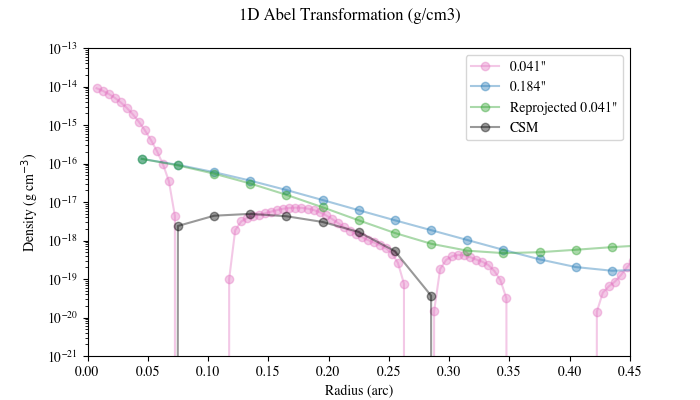 1D Abel Transformation (g/cm3)
10⁻¹³
10⁻¹⁴
10⁻¹⁵
10⁻¹⁶
10⁻¹⁷
10⁻¹⁸
10⁻¹⁹
10⁻²⁰
10⁻²¹
Density (g cm⁻³)
0.041"
0.184"
Reprojected 0.041"
CSM
0.00 0.05 0.10 0.15 0.20 0.25 0.30 0.35 0.40 0.45
Radius (arc)